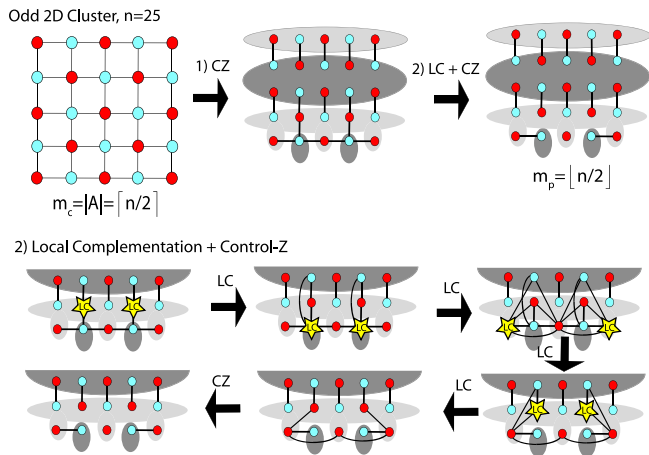 Odd 2D Cluster, n=25
1) CZ
2) LC + CZ
m_c=|A|=⌈n/2⌉
m_p=⌊n/2⌋
2) Local Complementation + Control-Z
LC LC
LC
LC LC
LC
LC LC
LC
CZ
LC
LC LC